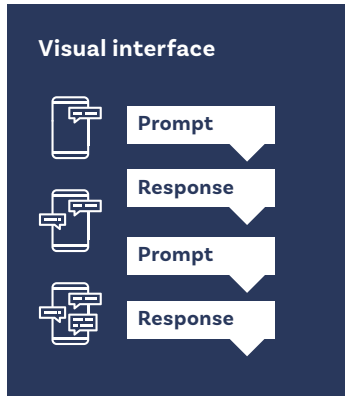 Visual interface
Prompt
Response
Prompt
Response